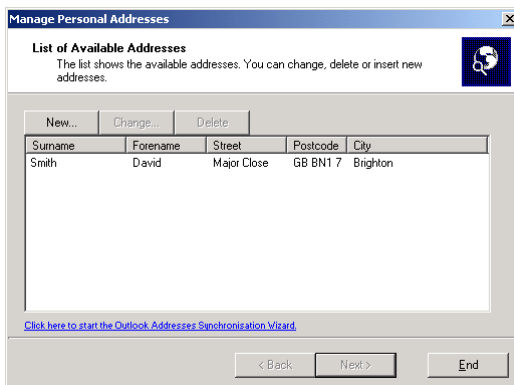 Manage Personal Addresses
List of Available Addresses
The list shows the available addresses. You can change, delete or insert new
addresses.
New... Change... Delete
Surname Forename Street Postcode City
Smith David Major Close GB BN1 7 Brighton
Click here to start the Outlook Addresses Synchronisation Wizard.
< Back Next > End